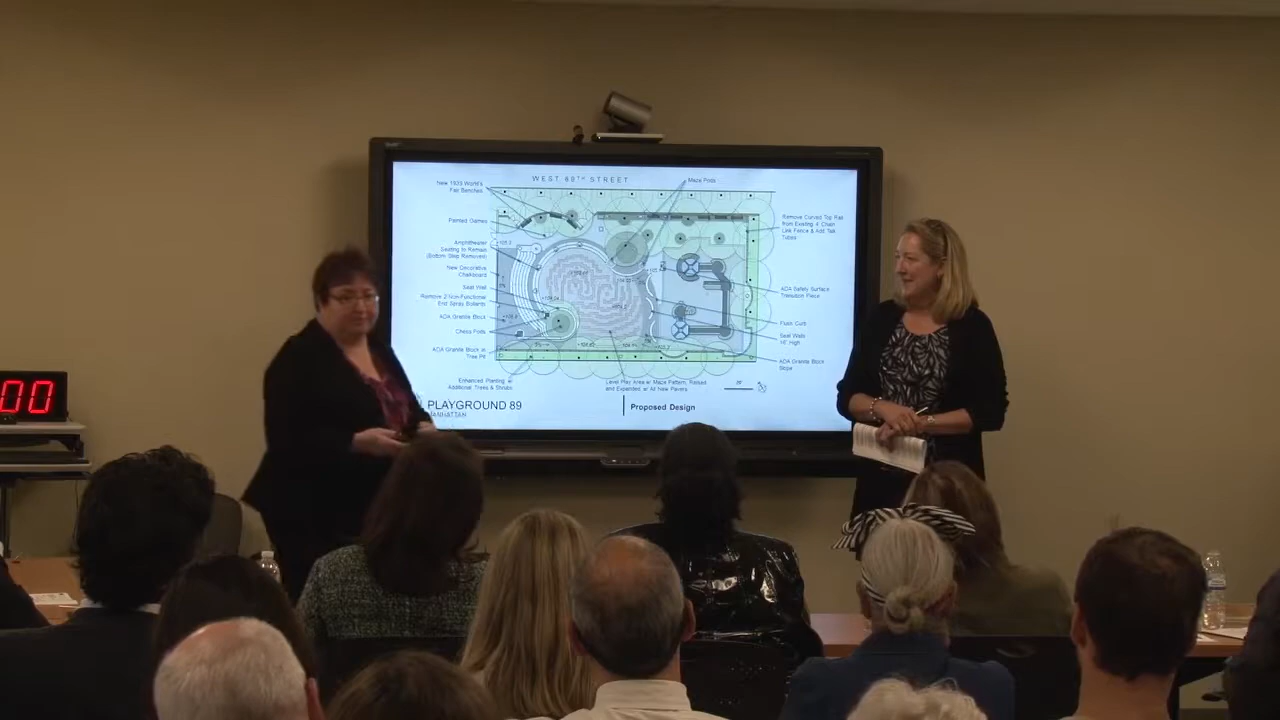 WEST 89TH STREET
New 1939 World's
Fair Benches
Maze Pods
Painted Games
Remove Curved Top Rail
from Existing 4' Chain
Link Fence & Add Talk
Tubes
Amphitheater
Seating to Remain
(Bottom Step Removed)
New Decorative
Chalkboard
Seat Wall
Remove 2 Non-Functional
End Spray Bollards
ADA Safety Surface
Transition Piece
ADA Granite Block
Chess Pods
Flush Curb
Seat Walls
18" High
ADA Granite Block in
Tree Pit
ADA Granite Block
Slope
Enhanced Planting w/
Additional Trees & Shrubs
Level Play Area w/ Maze Pattern, Raised
and Expanded w/ All New Pavers
PLAYGROUND 89
MANHATTAN
Proposed Design
00